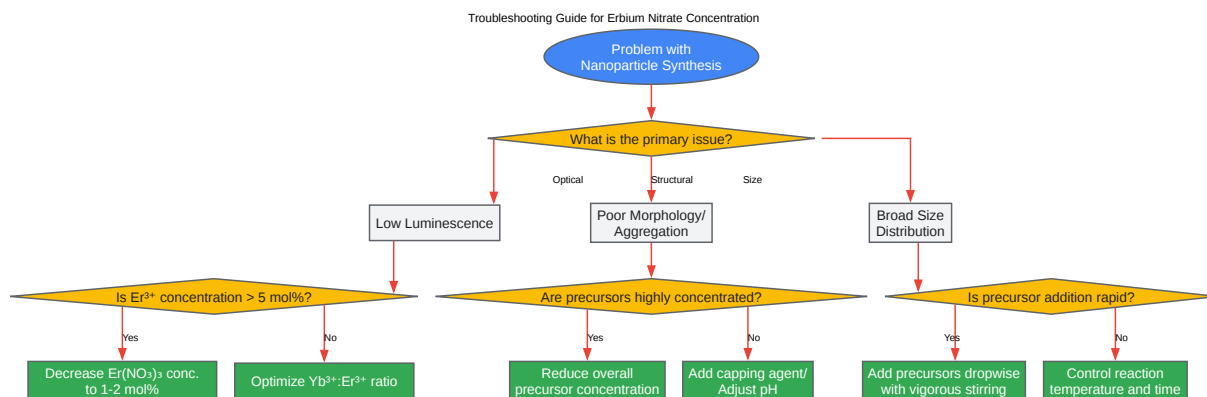 Troubleshooting Guide for Erbium Nitrate Concentration
Problem with
Nanoparticle Synthesis
What is the primary issue?
Optical
Structural
Size
Low Luminescence
Poor Morphology/
Aggregation
Broad Size
Distribution
Is Er³⁺ concentration > 5 mol%?
Are precursors highly concentrated?
Is precursor addition rapid?
Yes
No
Yes
No
Yes
No
Decrease Er(NO₃)₃ conc.
to 1-2 mol%
Optimize Yb³⁺:Er³⁺ ratio
Reduce overall
precursor concentration
Add capping agent/
Adjust pH
Add precursors dropwise
with vigorous stirring
Control reaction
temperature and time